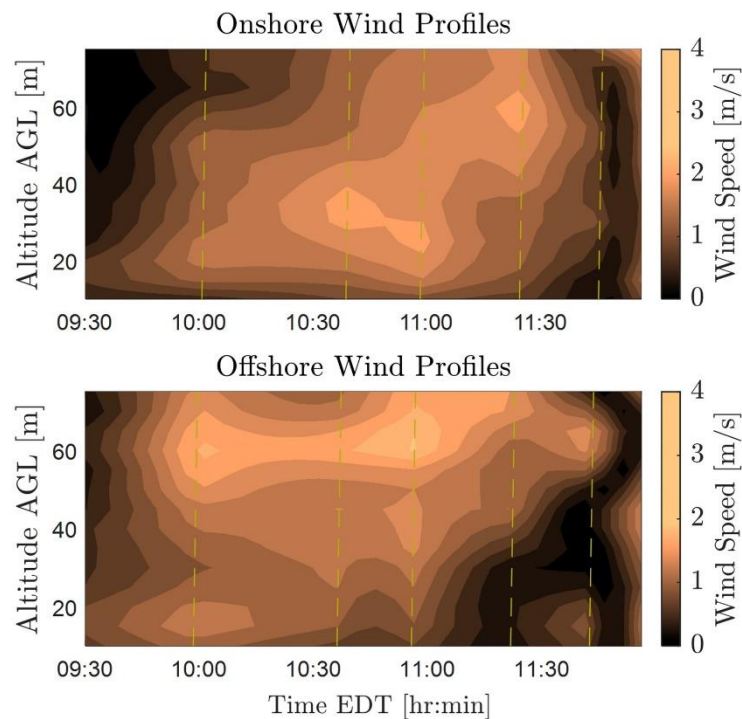 Onshore Wind Profiles
Altitude AGL [m]
60
40
20
09:30 10:00 10:30 11:00 11:30
4
3
2
1
0
Wind Speed [m/s]
Offshore Wind Profiles
Altitude AGL [m]
60
40
20
09:30 10:00 10:30 11:00 11:30
Time EDT [hr:min]
4
3
2
1
0
Wind Speed [m/s]